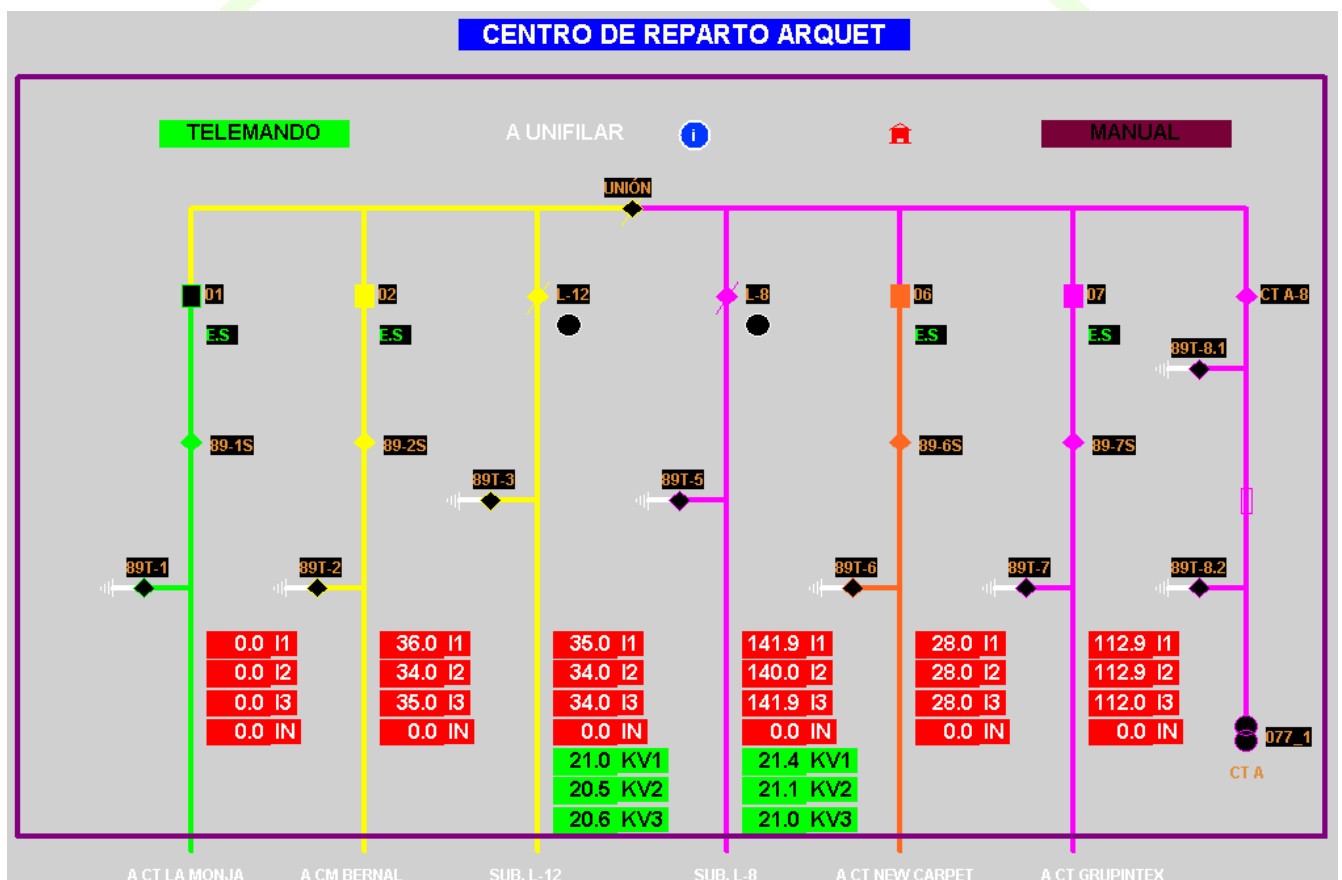 CENTRO DE REPARTO ARQUET
TELEMANDO A UNIFILAR i MANUAL
UNIÓN
01 02 L-12 L-8 06 07 CT A-8
E.S E.S E.S E.S
89T-8.1
89-1S 89-2S 89-6S 89-7S
89T-3 89T-5
89T-1 89T-2 89T-6 89T-7 89T-8.2
0.0 I1 36.0 I1 35.0 I1 141.9 I1 28.0 I1 112.9 I1
0.0 I2 34.0 I2 34.0 I2 140.0 I2 28.0 I2 112.9 I2
0.0 I3 35.0 I3 34.0 I3 141.9 I3 28.0 I3 112.0 I3
0.0 IN 0.0 IN 0.0 IN 0.0 IN 0.0 IN 0.0 IN 077_1
21.0 KV1 21.4 KV1
CT A
20.5 KV2 21.1 KV2
20.6 KV3 21.0 KV3
A CT LA MONJA A CM BERNAL SUB. L-12 SUB. L-8 A CT NEW CARPET A CT GRUPINTEX